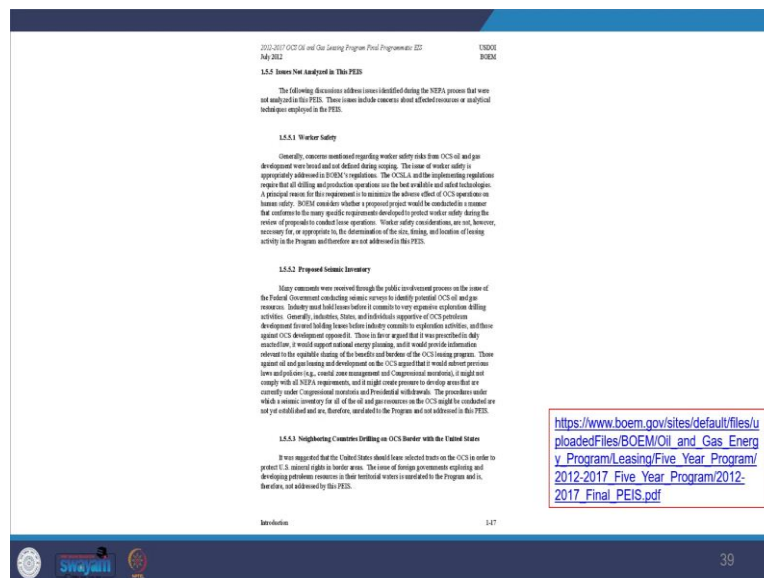 2012-2017 OCS Oil and Gas Leasing Program Final Programmatic EIS USDOI
July 2012 BOEM
1.5.5 Issues Not Analyzed in This PEIS
The following discussions address issues identified during the NEPA process that were
not analyzed in this PEIS. These issues include concerns about affected resources or analytical
techniques employed in the PEIS.
1.5.5.1 Worker Safety
Generally, concerns mentioned regarding worker safety risks from OCS oil and gas
development were broad and not defined during scoping. The issue of worker safety is
appropriately addressed in BOEM's regulations. The OCSLA and the implementing regulations
require that all drilling and production operations use the best available and safest technologies.
A principal reason for this requirement is to minimize the adverse effect of OCS operations on
human safety. BOEM considers whether a proposed project would be conducted in a manner
that conforms to the many specific requirements developed to protect worker safety during the
review of proposals to conduct lease operations. Worker safety considerations, are not, however,
necessary for, or appropriate to, the determination of the size, timing, and location of leasing
activity in the Program and therefore are not addressed in this PEIS.
1.5.5.2 Proposed Seismic Inventory
Many comments were received through the public involvement process on the issue of
the Federal Government conducting seismic surveys to identify potential OCS oil and gas
resources. Industry must hold leases before it commits to very expensive exploration drilling
activities. Generally, industries, States, and individuals supportive of OCS petroleum
development favored holding leases before industry commits to exploration activities, and those
against OCS development opposed it. Those in favor argued that it was prescribed in duly
enacted law, it would support national energy planning, and it would provide information
relevant to the equitable sharing of the benefits and burdens of the OCS leasing program. Those
against oil and gas leasing and development on the OCS argued that it would subvert previous
laws and policies (e.g., coastal zone management and Congressional moratoria), it might not
comply with all NEPA requirements, and it might create pressure to develop areas that are
currently under Congressional moratoria and Presidential withdrawals. The procedures under
which a seismic inventory for all of the oil and gas resources on the OCS might be conducted are
not yet established and are, therefore, unrelated to the Program and not addressed in this PEIS.
1.5.5.3 Neighboring Countries Drilling on OCS Border with the United States
It was suggested that the United States should lease selected tracts on the OCS in order to
protect U.S. mineral rights in border areas. The issue of foreign governments exploring and
developing petroleum resources in their territorial waters is unrelated to the Program and is,
therefore, not addressed by this PEIS.
Introduction 1-17
https://www.boem.gov/sites/default/files/u
ploadedFiles/BOEM/Oil_and_Gas_Energ
y_Program/Leasing/Five_Year_Program/
2012-2017_Five_Year_Program/2012-
2017_Final_PEIS.pdf
swayam
39